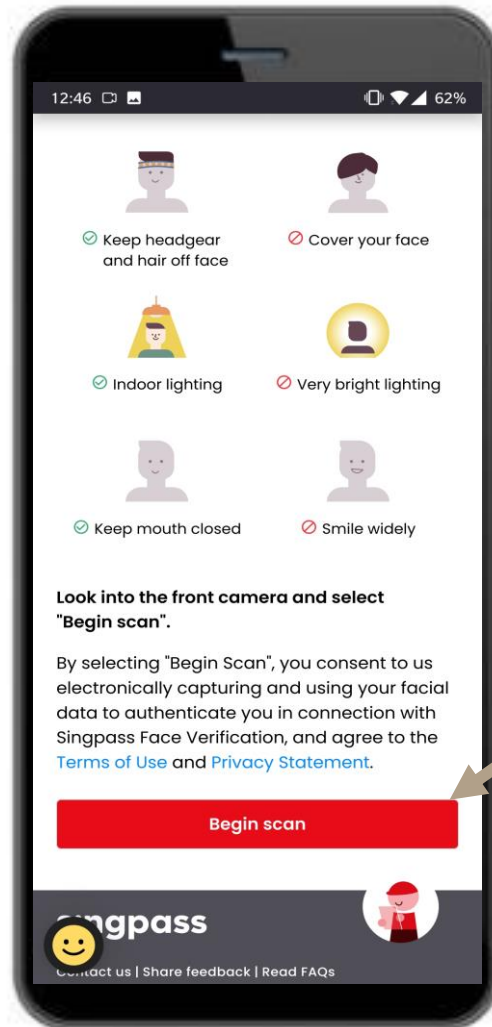 12:46 62%
Keep headgear
and hair off face
Cover your face
Indoor lighting
Very bright lighting
Keep mouth closed
Smile widely
Look into the front camera and select
"Begin scan".
By selecting "Begin Scan", you consent to us
electronically capturing and using your facial
data to authenticate you in connection with
Singpass Face Verification, and agree to the
Terms of Use and Privacy Statement.
Begin scan
singpass
Contact us | Share feedback | Read FAQs